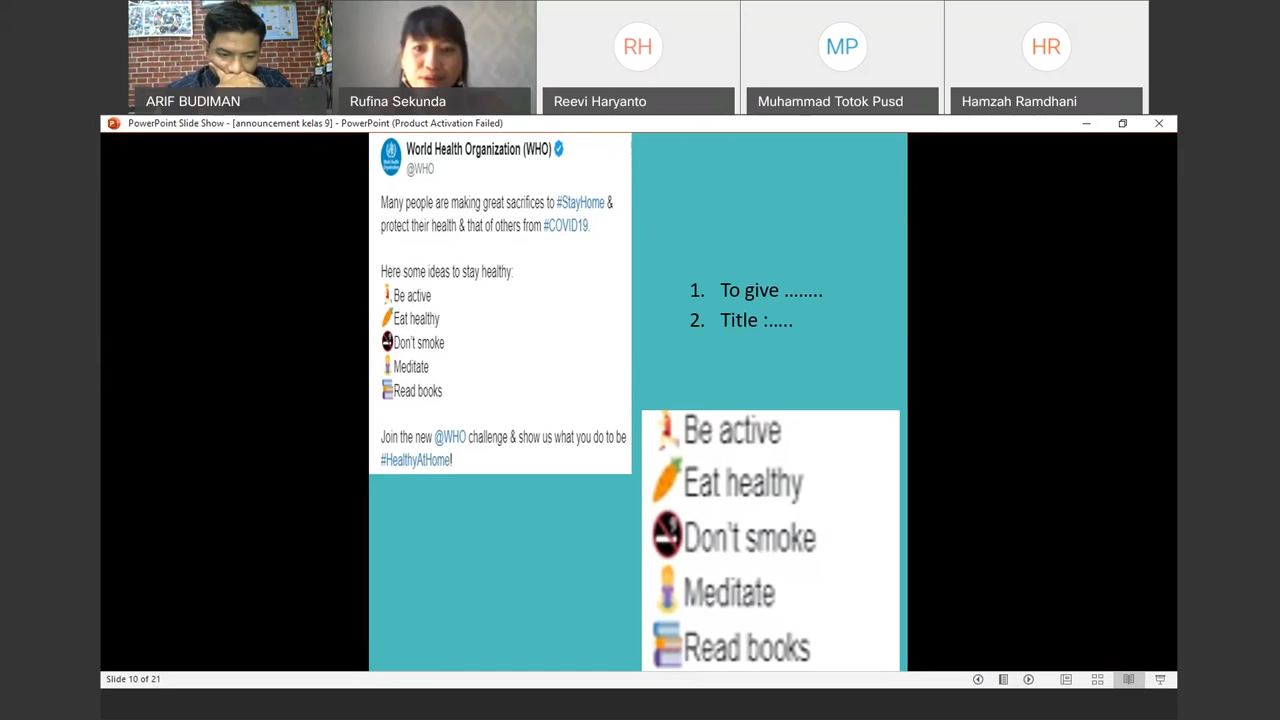 RH
MP
HR
ARIF BUDIMAN
Rufina Sekunda
Reevi Haryanto
Muhammad Totok Pusd
Hamzah Ramdhani
PowerPoint Slide Show - [announcement kelas 9] - PowerPoint (Product Activation Failed)
World Health Organization (WHO)
@WHO
Many people are making great sacrifices to #StayHome &
protect their health & that of others from #COVID19.
Here some ideas to stay healthy:
Be active
Eat healthy
Don't smoke
Meditate
Read books
Join the new @WHO challenge & show us what you do to be
#HealthyAtHome!
1. To give ........
2. Title :.....
Be active
Eat healthy
Don't smoke
Meditate
Read books
Slide 10 of 21